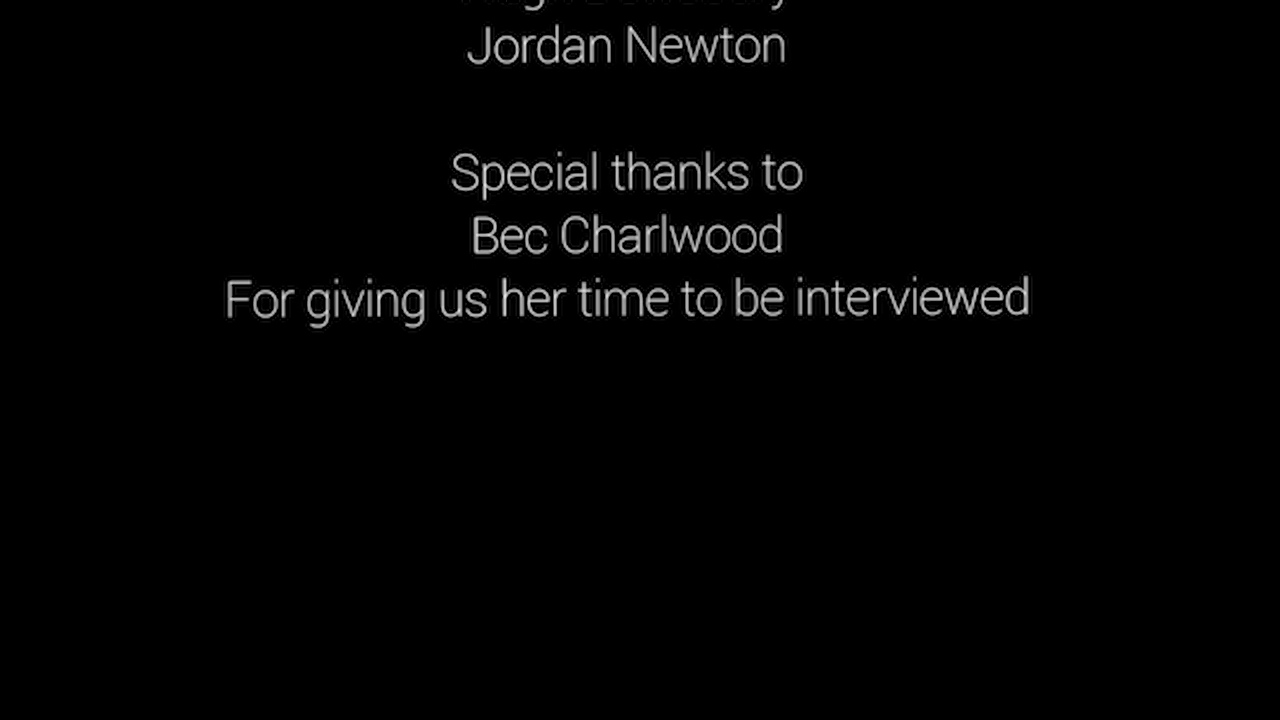 Jordan Newton
Special thanks to
Bec Charlwood
For giving us her time to be interviewed